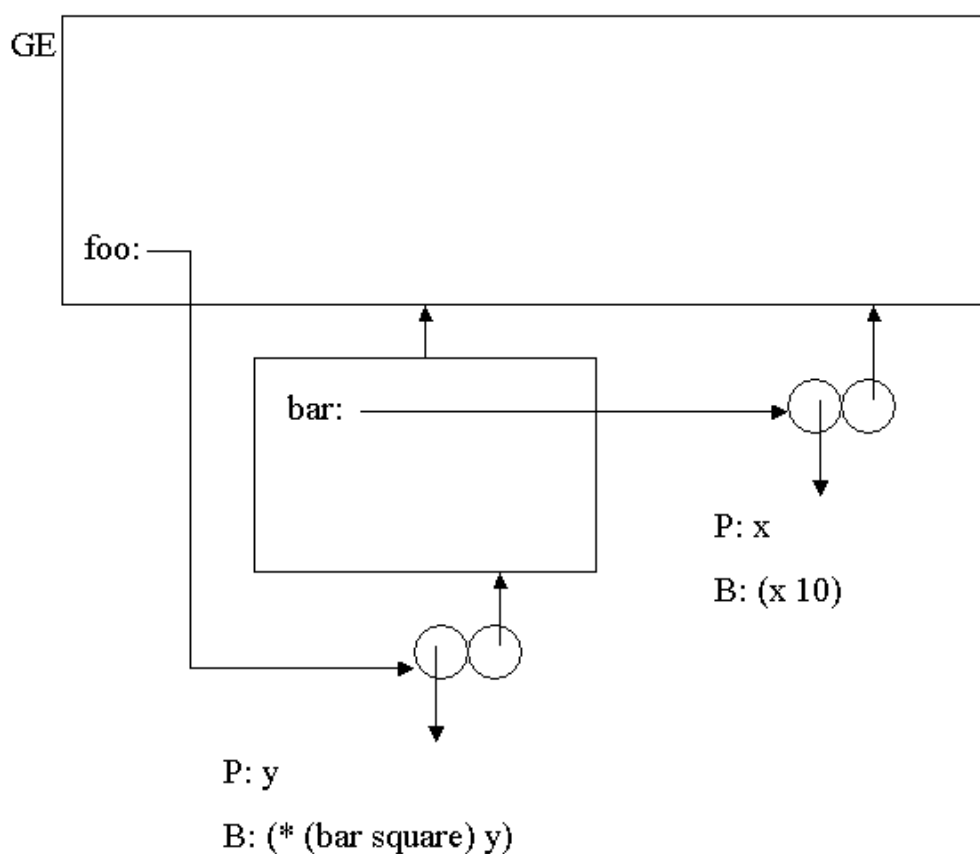 GE
foo:
bar:
P: x
B: (x 10)
P: y
B: (* (bar square) y)